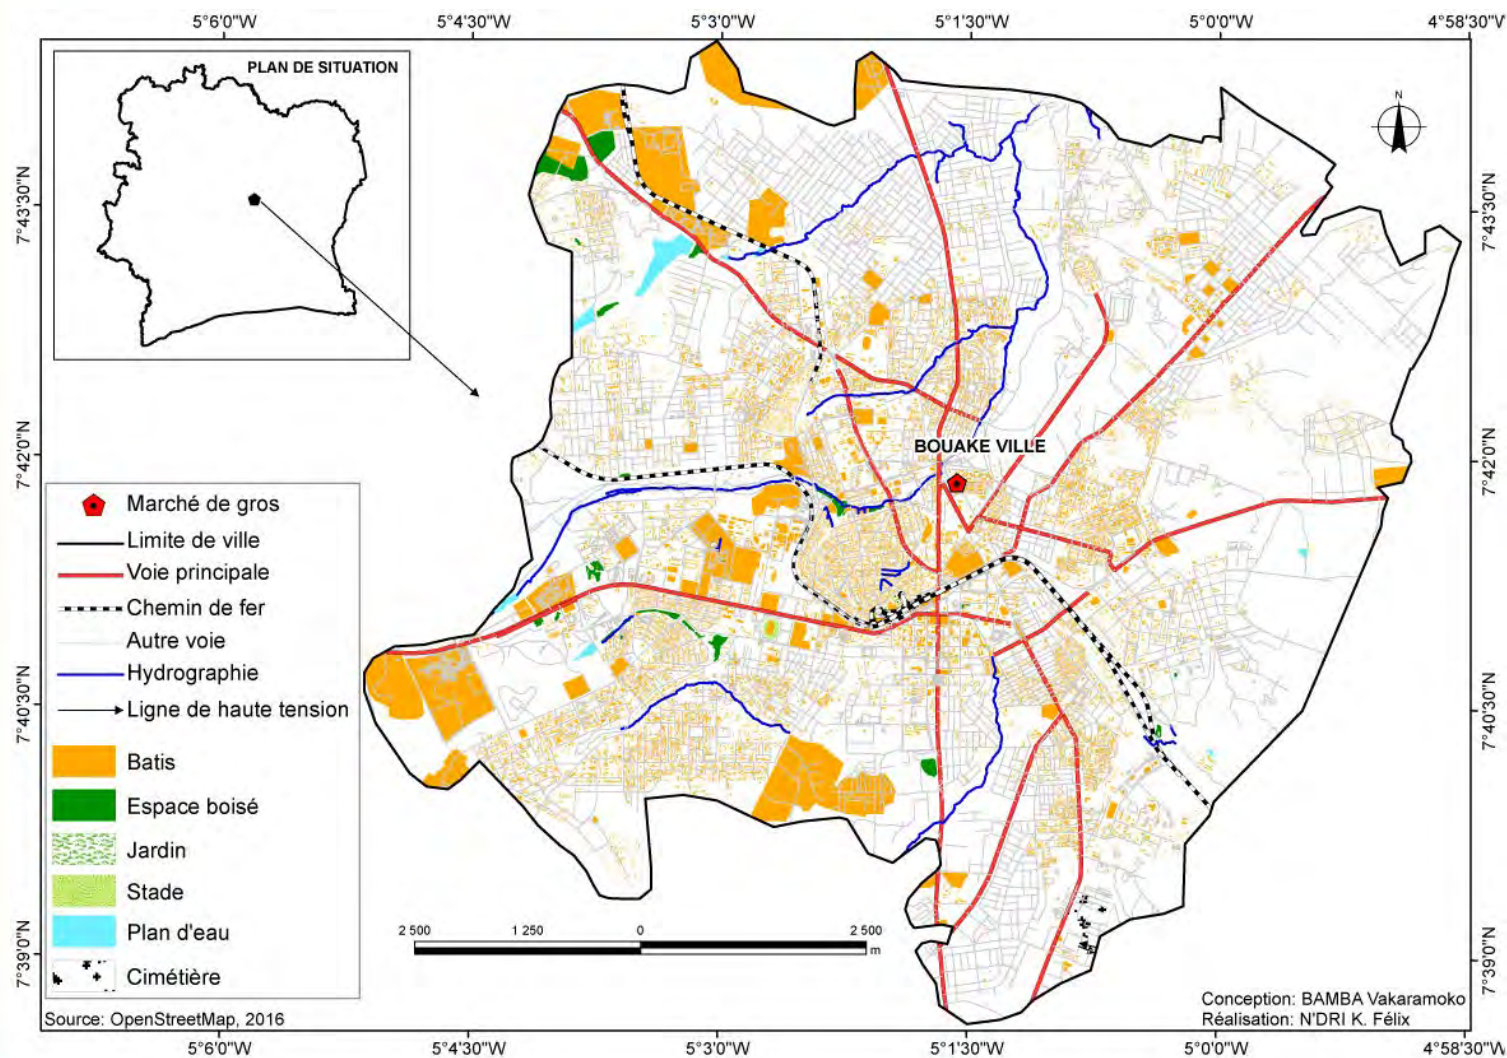 5°6'0"W 5°4'30"W 5°3'0"W 5°1'30"W 5°0'0"W 4°58'30"W
PLAN DE SITUATION
N
7°43'30"N 7°43'30"N
7°42'0"N 7°42'0"N
BOUAKE VILLE
Marché de gros
Limite de ville
Voie principale
Chemin de fer
Autre voie
Hydrographie
Ligne de haute tension
7°40'30"N 7°40'30"N
Batis
Espace boisé
Jardin
Stade
Plan d'eau
Cimétière
2 500 1 250 0 2 500
m
7°39'0"N 7°39'0"N
Source: OpenStreetMap, 2016
Conception: BAMBA Vakaramoko
Réalisation: N'DRI K. Félix
5°6'0"W 5°4'30"W 5°3'0"W 5°1'30"W 5°0'0"W 4°58'30"W